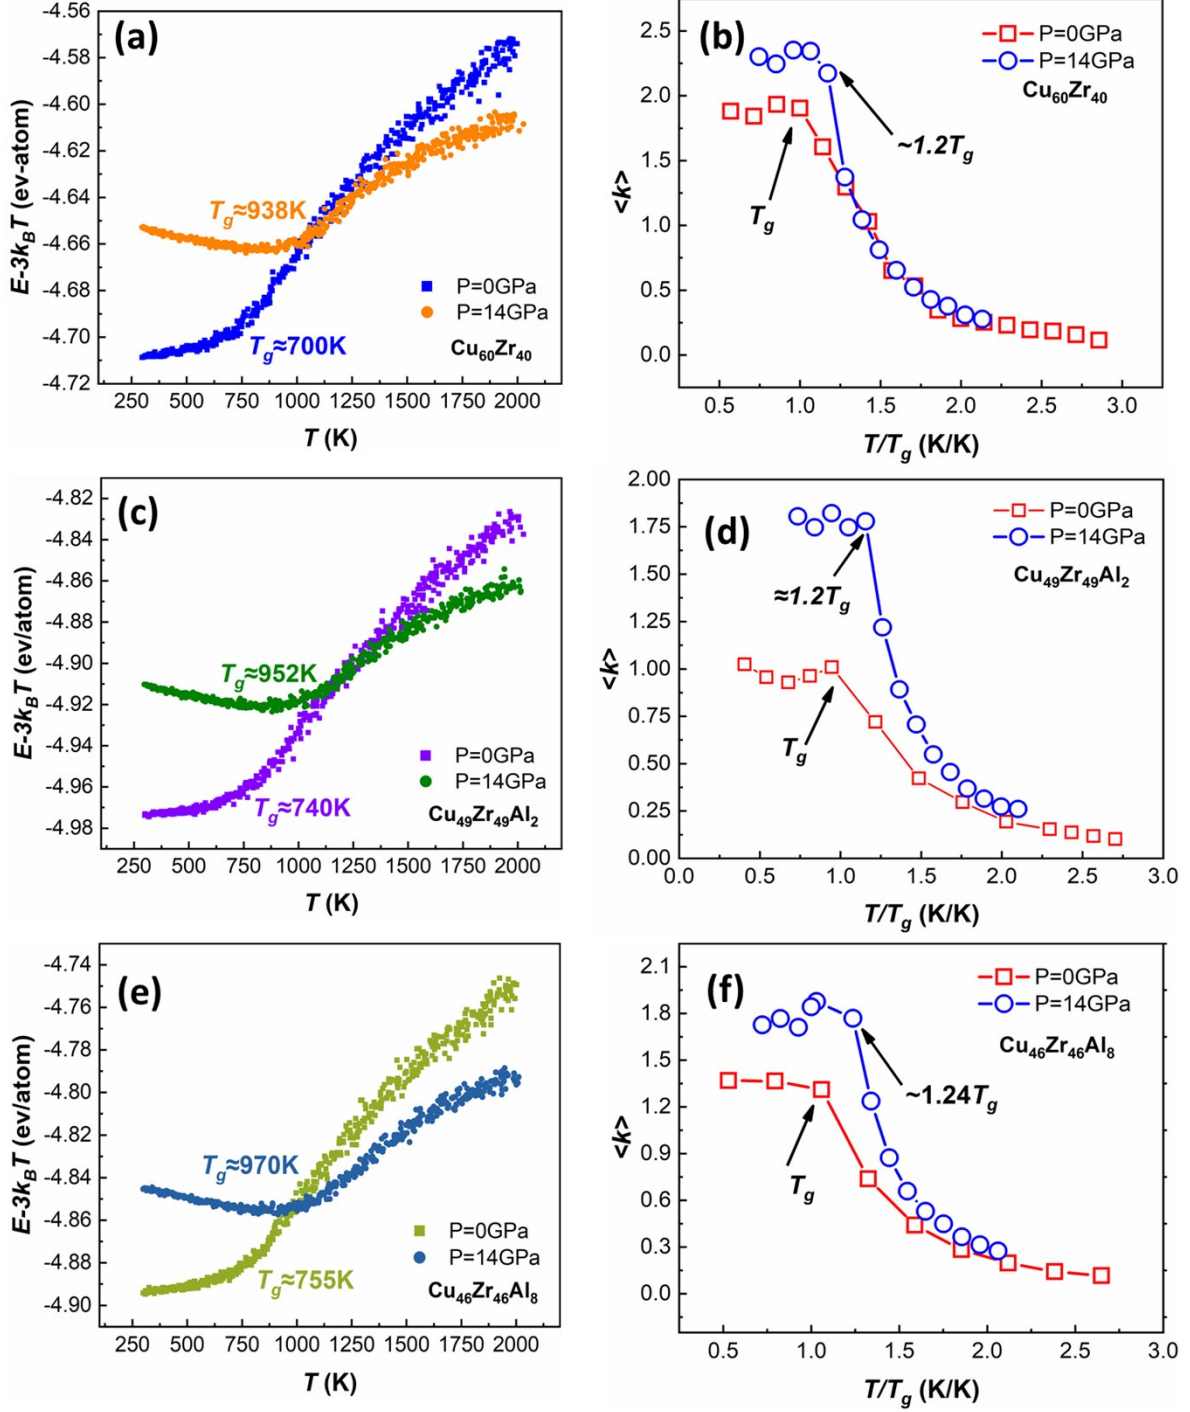 (a)
-4.56
-4.58
-4.60
-4.62
-4.64
-4.66
-4.68
-4.70
-4.72
E-3k_BT (ev-atom)
T_g≈938K
T_g≈700K
P=0GPa
P=14GPa
Cu₆₀Zr₄₀
250 500 750 1000 1250 1500 1750 2000
T (K)
(b)
2.5
2.0
1.5
1.0
0.5
0.0
<k>
P=0GPa
P=14GPa
Cu₆₀Zr₄₀
~1.2T_g
T_g
0.5 1.0 1.5 2.0 2.5 3.0
T/T_g (K/K)
(c)
-4.82
-4.84
-4.86
-4.88
-4.90
-4.92
-4.94
-4.96
-4.98
E-3k_BT (ev/atom)
T_g≈952K
T_g≈740K
P=0GPa
P=14GPa
Cu₄₉Zr₄₉Al₂
250 500 750 1000 1250 1500 1750 2000
T (K)
(d)
2.00
1.75
1.50
1.25
1.00
0.75
0.50
0.25
0.00
<k>
P=0GPa
P=14GPa
Cu₄₉Zr₄₉Al₂
≈1.2T_g
T_g
0.0 0.5 1.0 1.5 2.0 2.5 3.0
T/T_g (K/K)
(e)
-4.74
-4.76
-4.78
-4.80
-4.82
-4.84
-4.86
-4.88
-4.90
E-3k_BT (ev/atom)
T_g≈970K
T_g≈755K
P=0GPa
P=14GPa
Cu₄₆Zr₄₆Al₈
250 500 750 1000 1250 1500 1750 2000
T (K)
(f)
2.1
1.8
1.5
1.2
0.9
0.6
0.3
0.0
<k>
P=0GPa
P=14GPa
Cu₄₆Zr₄₆Al₈
~1.24T_g
T_g
0.5 1.0 1.5 2.0 2.5 3.0
T/T_g (K/K)